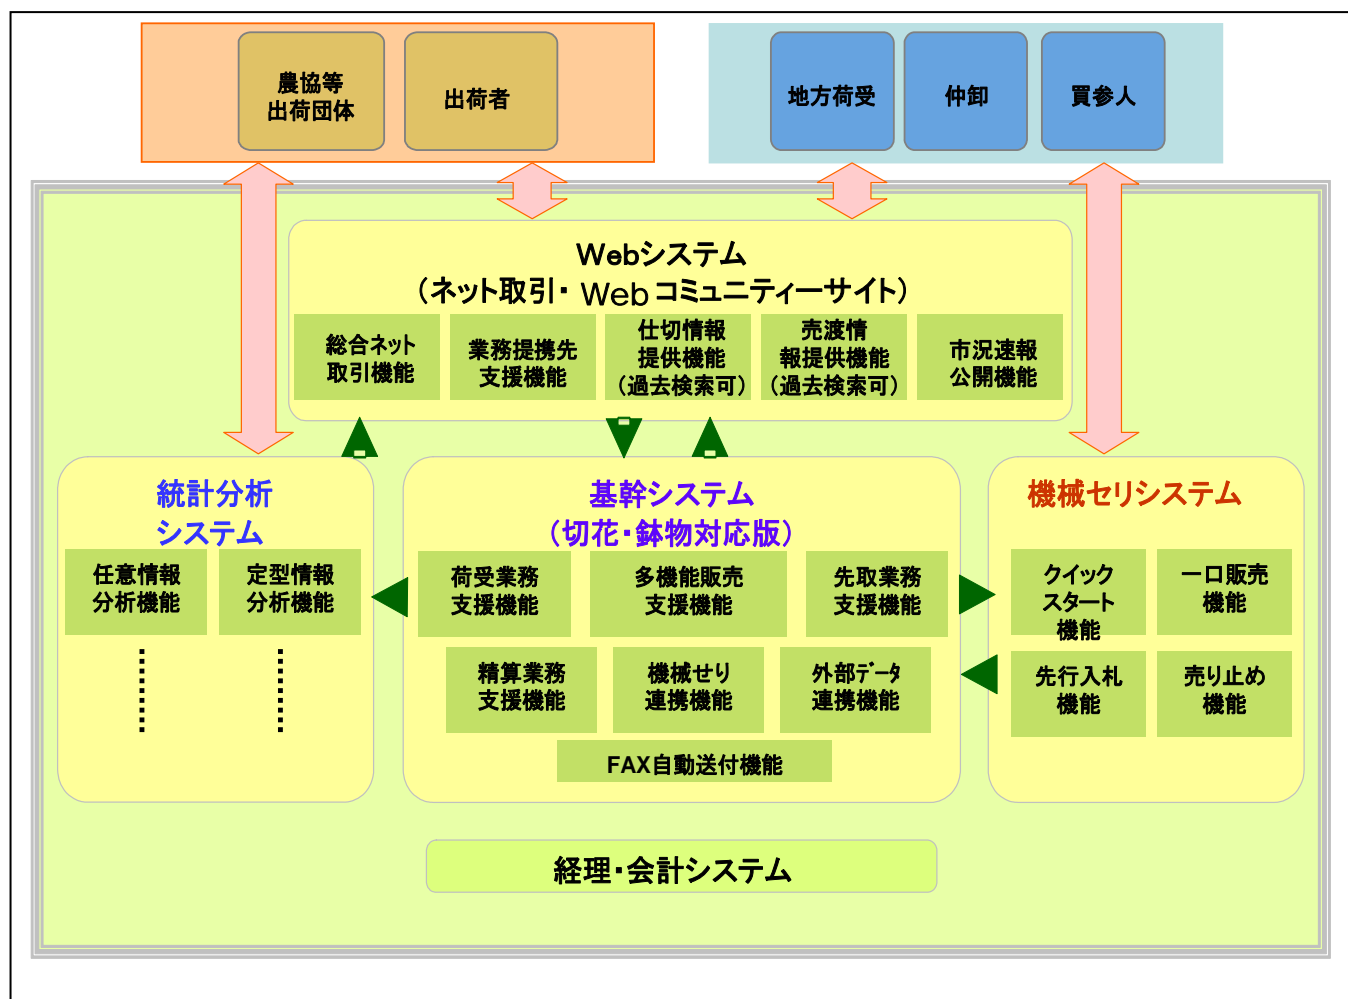 農協等
出荷団体
出荷者
地方荷受
仲卸
買参人
Webシステム
（ネット取引・Webコミュニティーサイト）
総合ネット
取引機能
業務提携先
支援機能
仕切情報
提供機能
（過去検索可）
売渡情
報提供機能
（過去検索可）
市況速報
公開機能
統計分析
システム
任意情報
分析機能
定型情報
分析機能
基幹システム
（切花・鉢物対応版）
荷受業務
支援機能
多機能販売
支援機能
先取業務
支援機能
精算業務
支援機能
機械せり
連携機能
外部データ
連携機能
FAX自動送付機能
機械セリシステム
クイック
スタート
機能
一口販売
機能
先行入札
機能
売り止め
機能
経理・会計システム